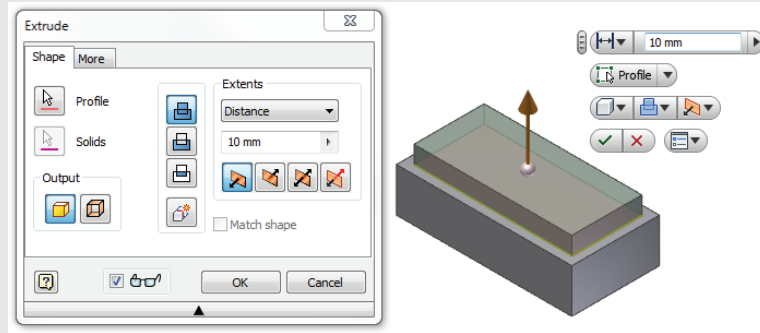 Extrude
Shape
More
Profile
Solids
Output
Extents
Distance
10 mm
Match shape
OK
Cancel
10 mm
Profile